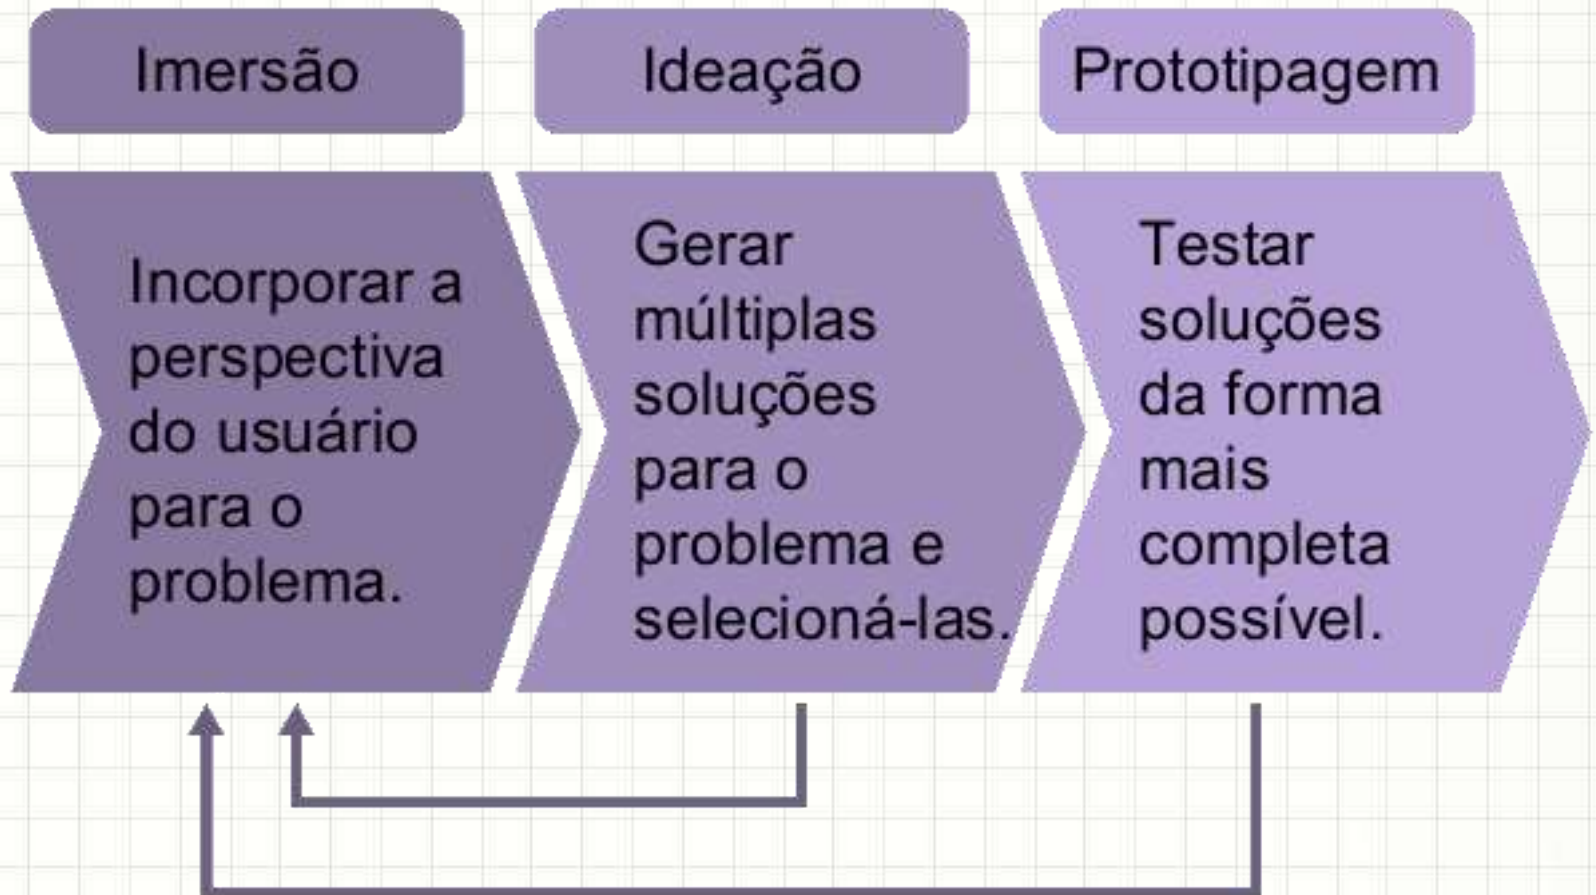 Imersão
Ideação
Prototipagem
Incorporar a
perspectiva
do usuário
para o
problema.
Gerar
múltiplas
soluções
para o
problema e
selecioná-las.
Testar
soluções
da forma
mais
completa
possível.